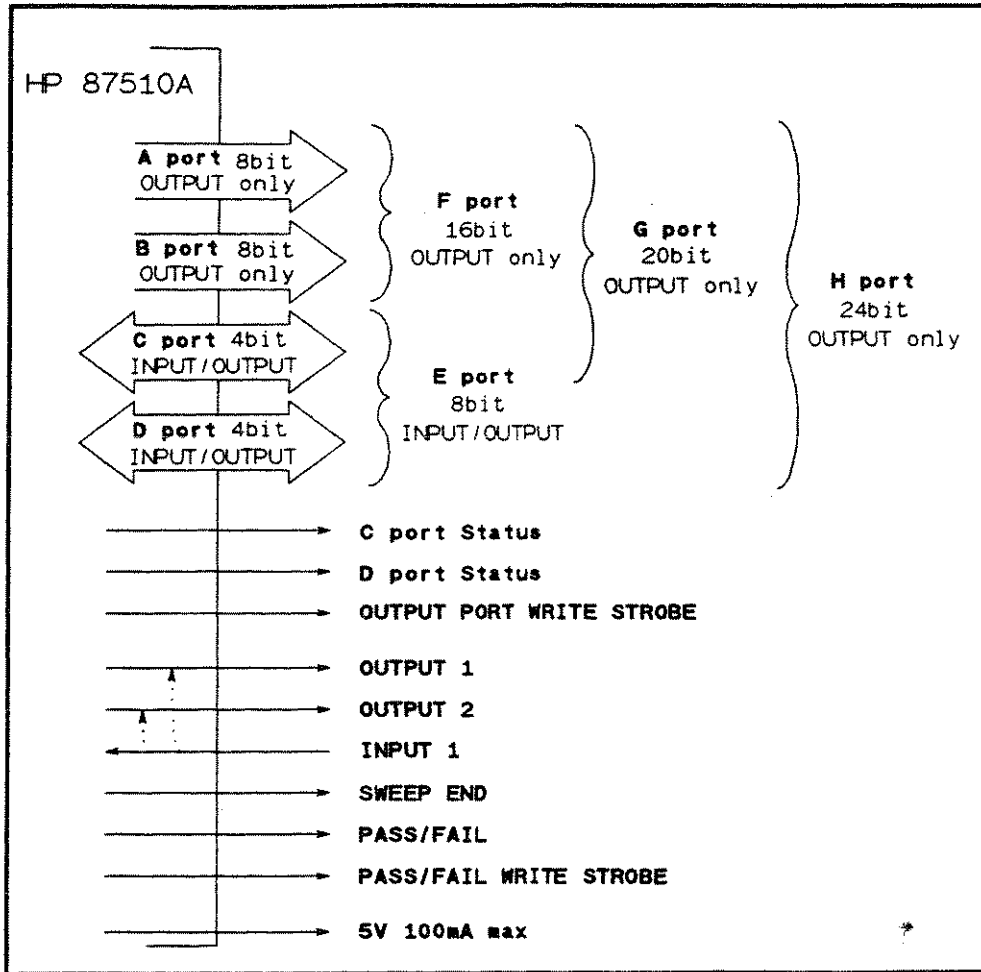 HP 87510A
A port 8bit
OUTPUT only
B port 8bit
OUTPUT only
C port 4bit
INPUT/OUTPUT
D port 4bit
INPUT/OUTPUT
F port
16bit
OUTPUT only
E port
8bit
INPUT/OUTPUT
G port
20bit
OUTPUT only
H port
24bit
OUTPUT only
C port Status
D port Status
OUTPUT PORT WRITE STROBE
OUTPUT 1
OUTPUT 2
INPUT 1
SWEEP END
PASS/FAIL
PASS/FAIL WRITE STROBE
5V 100mA max